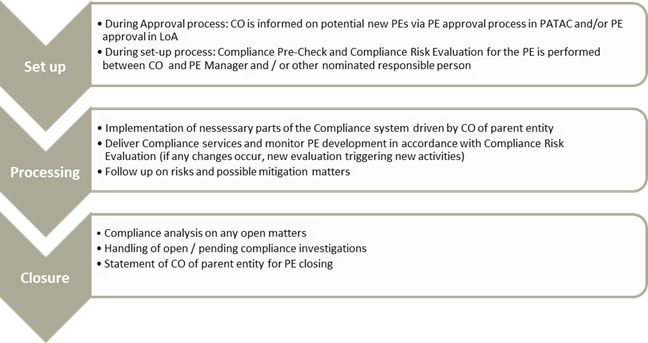 Set up
• During Approval process: CO is informed on potential new PEs via PE approval process in PATAC and/or PE
approval in LoA
• During set-up process: Compliance Pre-Check and Compliance Risk Evaluation for the PE is performed
between CO and PE Manager and / or other nominated responsible person
Processing
• Implementation of nessessary parts of the Compliance system driven by CO of parent entity
• Deliver Compliance services and monitor PE development in accordance with Compliance Risk
Evaluation (if any changes occur, new evaluation triggering new activities)
• Follow up on risks and possible mitigation matters
Closure
• Compliance analysis on any open matters
• Handling of open / pending compliance investigations
• Statement of CO of parent entity for PE closing